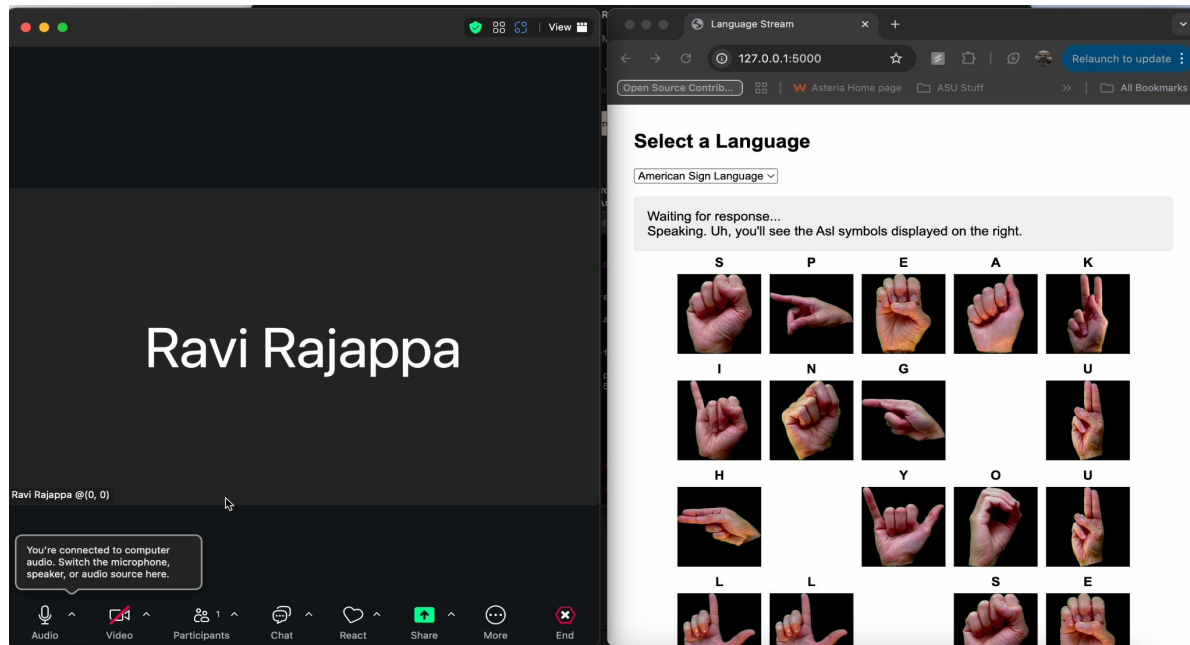 View
Ravi Rajappa
Ravi Rajappa @(0, 0)
You're connected to computer
audio. Switch the microphone,
speaker, or audio source here.
Audio
Video
1
Participants
Chat
React
Share
More
End
Language Stream
127.0.0.1:5000
Relaunch to update
Open Source Contrib...
Asteria Home page
ASU Stuff
All Bookmarks
Select a Language
American Sign Language
Waiting for response...
Speaking. Uh, you'll see the Asl symbols displayed on the right.
S P E A K
I N G U
H Y O U
L L S E